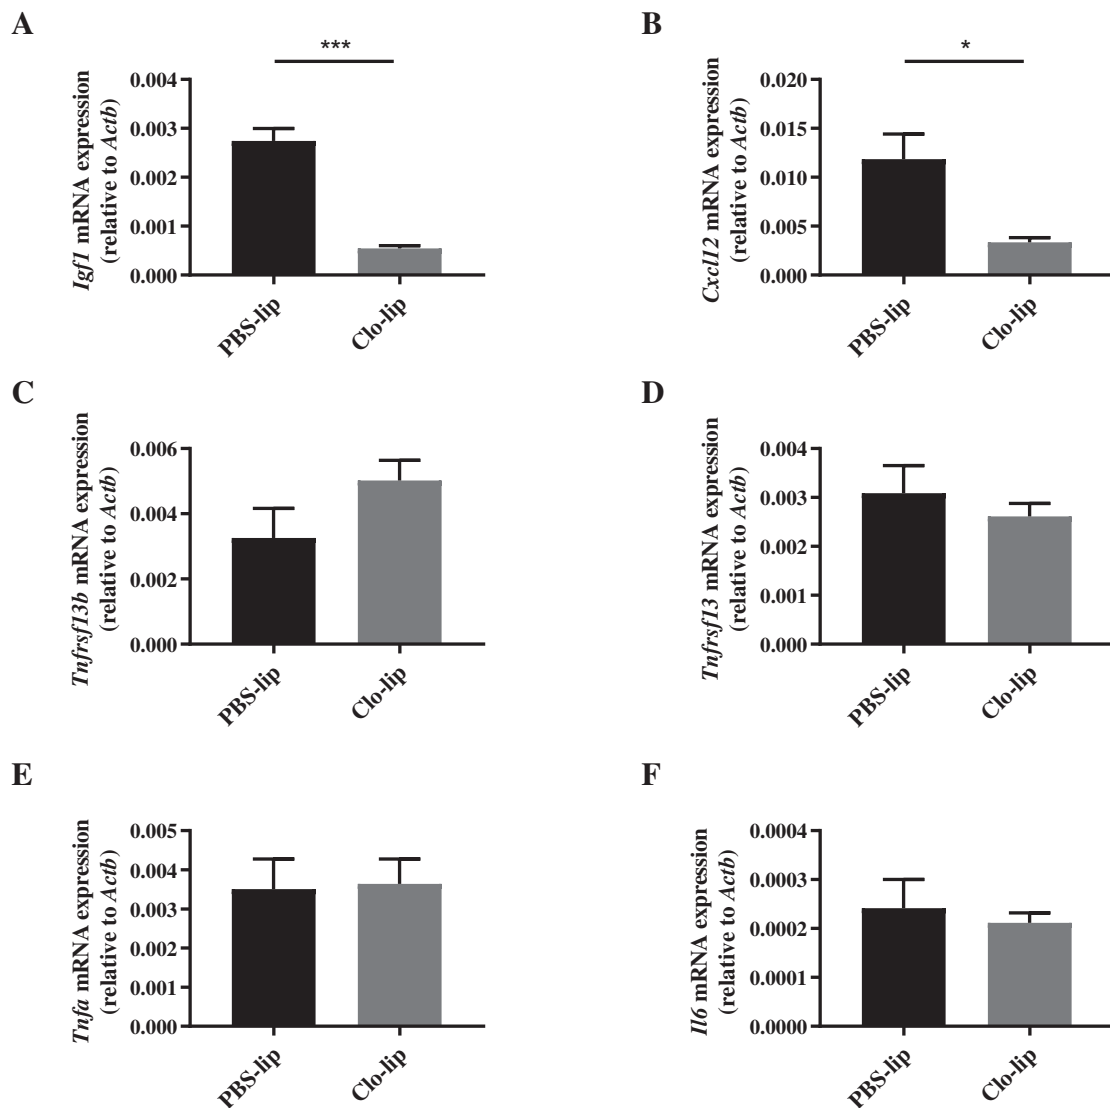 A
***
Igf1 mRNA expression
(relative to Actb)
0.004
0.003
0.002
0.001
0.000
PBS-lip
Clo-lip
B
*
Cxcl12 mRNA expression
(relative to Actb)
0.020
0.015
0.010
0.005
0.000
PBS-lip
Clo-lip
C
Tnfrsf13b mRNA expression
(relative to Actb)
0.006
0.004
0.002
0.000
PBS-lip
Clo-lip
D
Tnfrsf13 mRNA expression
(relative to Actb)
0.004
0.003
0.002
0.001
0.000
PBS-lip
Clo-lip
E
Tnfa mRNA expression
(relative to Actb)
0.005
0.004
0.003
0.002
0.001
0.000
PBS-lip
Clo-lip
F
Il6 mRNA expression
(relative to Actb)
0.0004
0.0003
0.0002
0.0001
0.0000
PBS-lip
Clo-lip